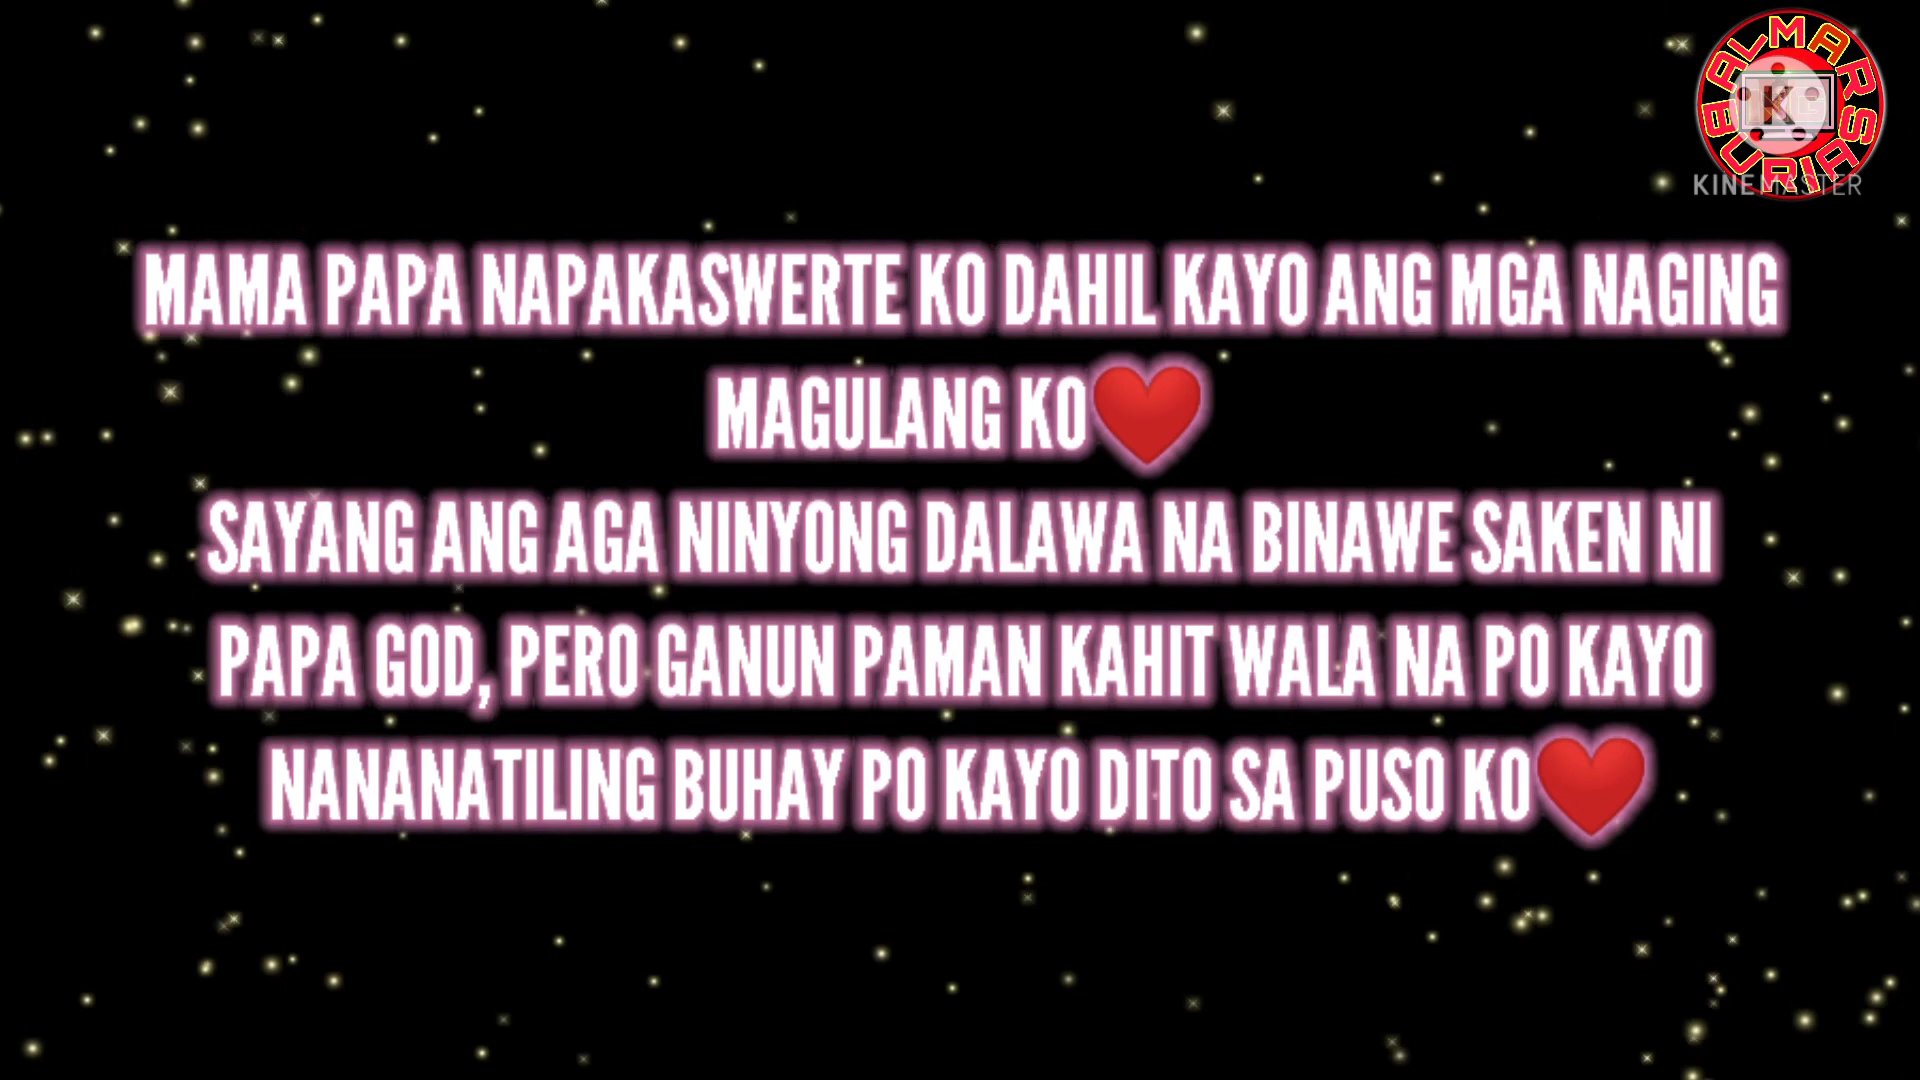 BALMARSAIRU
KINEMASTER
MAMA PAPA NAPAKASWERTE KO DAHIL KAYO ANG MGA NAGING
MAGULANG KO❤️
SAYANG ANG AGA NINYONG DALAWA NA BINAWE SAKEN NI
PAPA GOD, PERO GANUN PAMAN KAHIT WALA NA PO KAYO
NANANATILING BUHAY PO KAYO DITO SA PUSO KO❤️